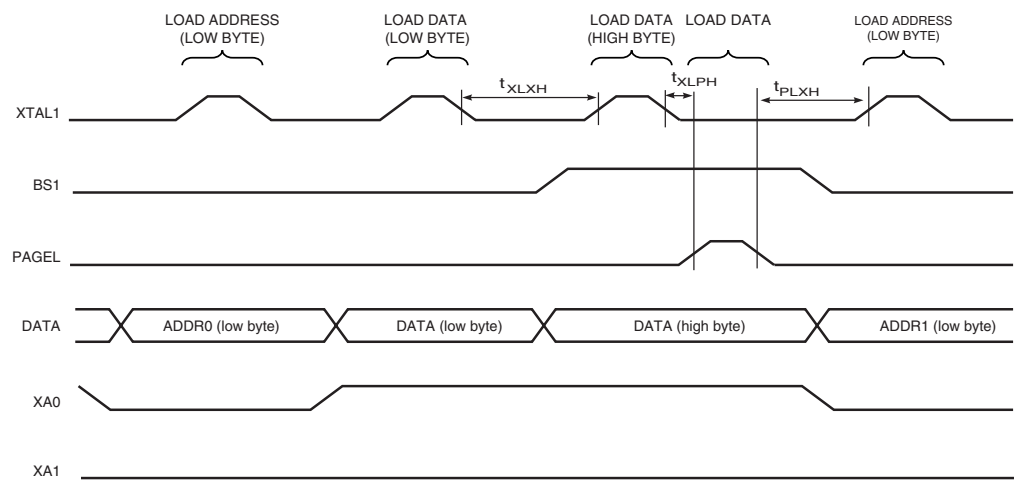 LOAD ADDRESS
(LOW BYTE)
LOAD DATA
(LOW BYTE)
LOAD DATA
(HIGH BYTE)
LOAD DATA
LOAD ADDRESS
(LOW BYTE)
XTAL1
tXLXH
tXLPH
tPLXH
BS1
PAGEL
DATA
ADDR0 (low byte)
DATA (low byte)
DATA (high byte)
ADDR1 (low byte)
XA0
XA1